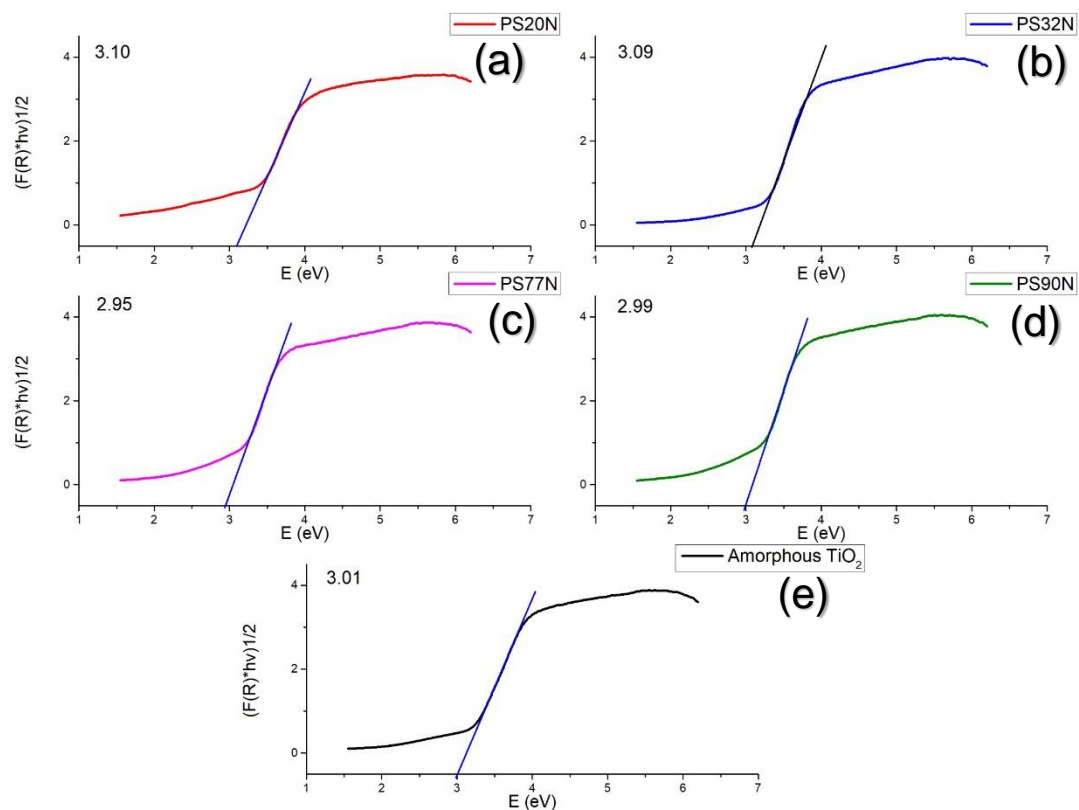 PS20N
(a)
3.10
(F(R)*hv)1/2
4
2
0
1 2 3 4 5 6 7
E (eV)
PS32N
(b)
3.09
4
2
0
1 2 3 4 5 6 7
E (eV)
PS77N
(c)
2.95
(F(R)*hv)1/2
4
2
0
1 2 3 4 5 6 7
E (eV)
PS90N
(d)
2.99
4
2
0
1 2 3 4 5 6 7
E (eV)
Amorphous TiO₂
(e)
3.01
(F(R)*hv)1/2
4
2
0
1 2 3 4 5 6 7
E (eV)